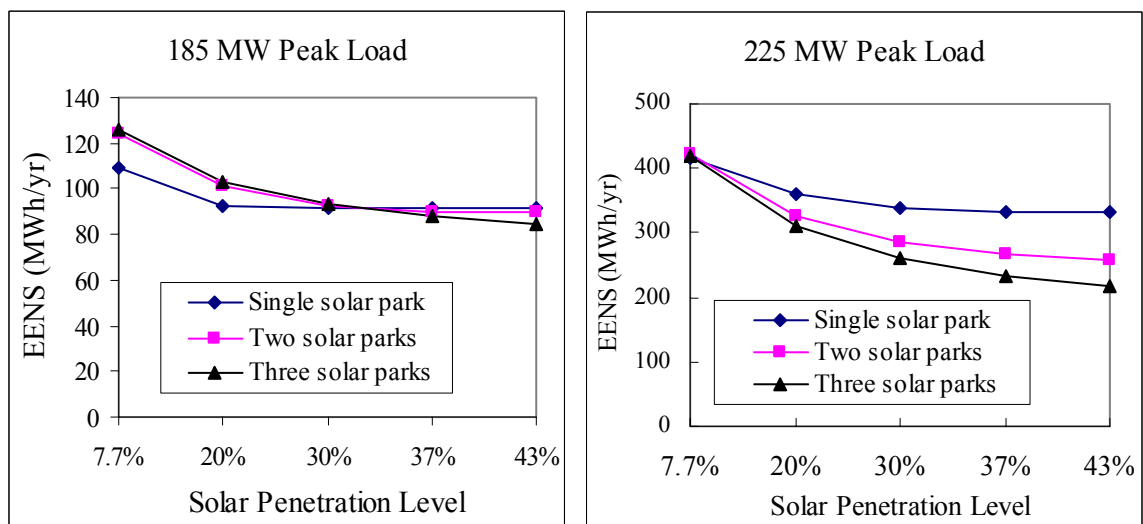 185 MW Peak Load
EENS (MWh/yr)
140
120
100
80
60
40
20
0
Single solar park
Two solar parks
Three solar parks
7.7% 20% 30% 37% 43%
Solar Penetration Level
225 MW Peak Load
EENS (MWh/yr)
500
400
300
200
100
0
Single solar park
Two solar parks
Three solar parks
7.7% 20% 30% 37% 43%
Solar Penetration Level